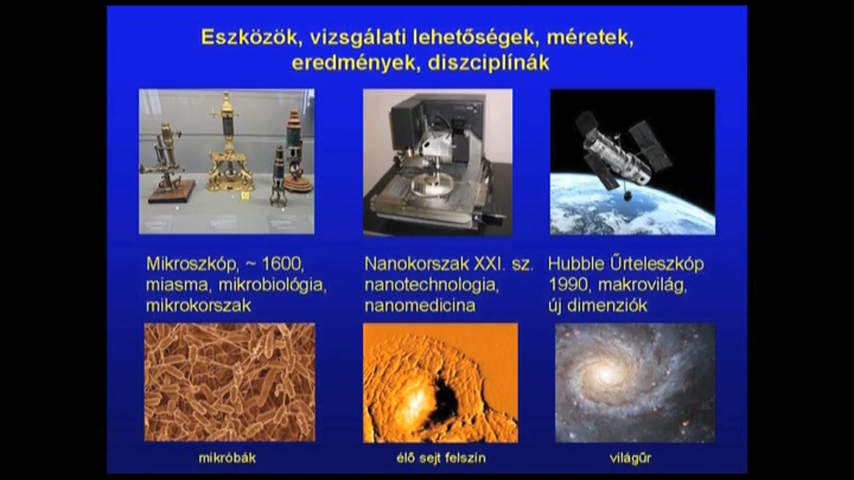 Eszközök, vizsgálati lehetőségek, méretek,
eredmények, diszciplínák
Mikroszkóp, ~ 1600,
miasma, mikrobiológia,
mikrokorszak
Nanokorszak XXI. sz.
nanotechnologia,
nanomedicina
Hubble Űrteleszkóp
1990, makrovilág,
új dimenziók
mikróbák
élő sejt felszín
világűr